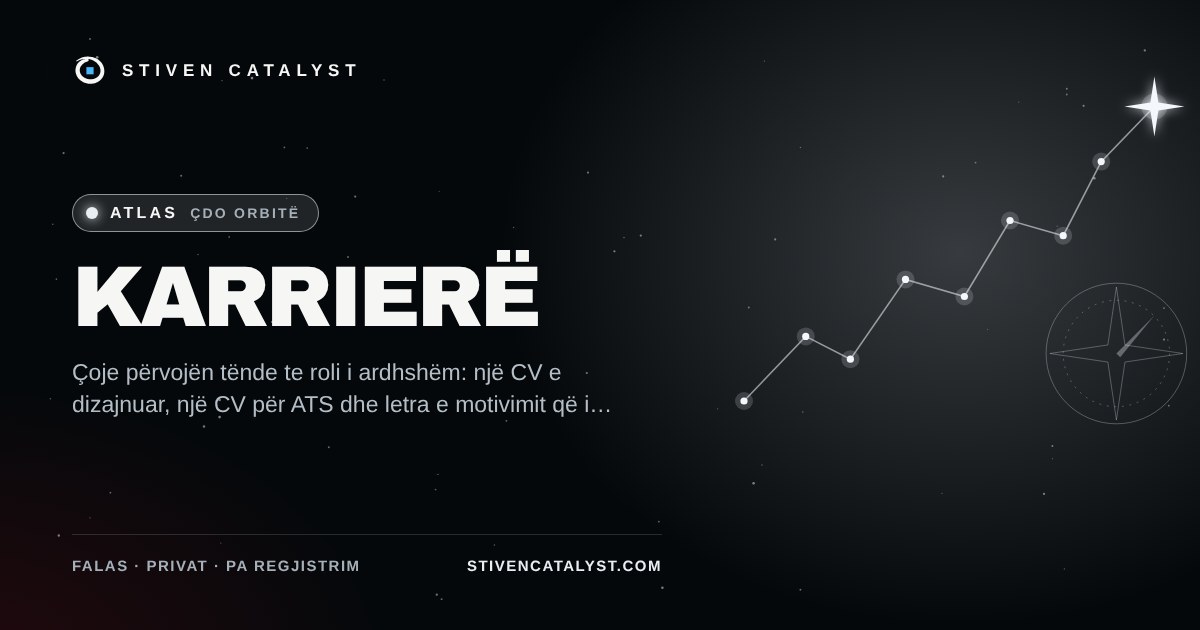 STIVEN CATALYST
ATLAS ÇDO ORBITË
KARRIERË
Çoje përvojën tënde te roli i ardhshëm: një CV e
dizajnuar, një CV për ATS dhe letra e motivimit që i…
FALAS · PRIVAT · PA REGJISTRIM
STIVENCATALYST.COM